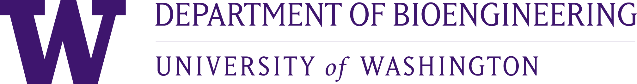 W
DEPARTMENT OF BIOENGINEERING
UNIVERSITY of WASHINGTON